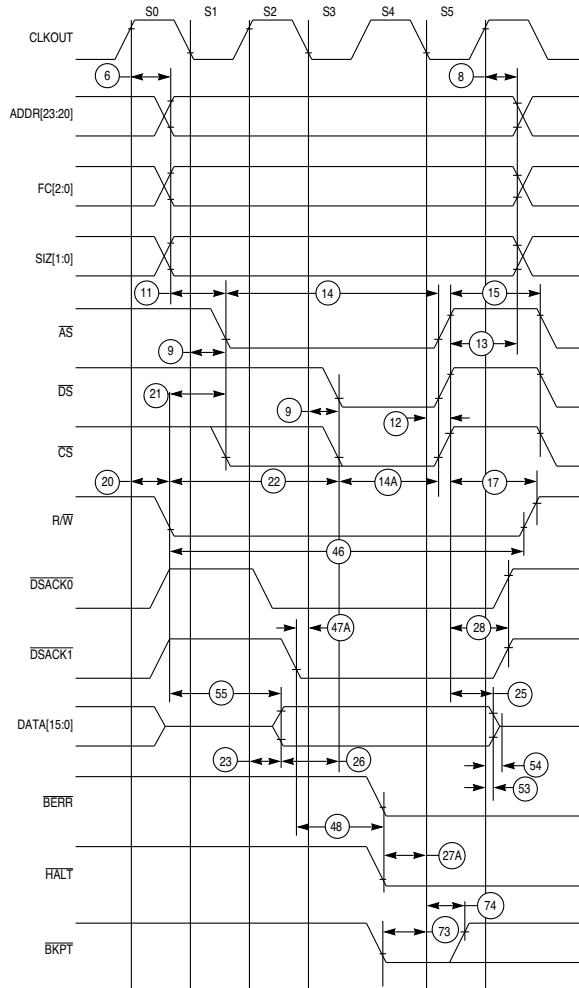 S0 S1 S2 S3 S4 S5
CLKOUT
6 8
ADDR[23:20]
FC[2:0]
SIZ[1:0]
11 14 15
AS
13
9
DS
21 9
12
CS
20 22 14A 17
R/W
46
DSACK0
47A 28
DSACK1
55 25
DATA[15:0]
23 26 54
53
BERR
48
27A
HALT
74
73
BKPT